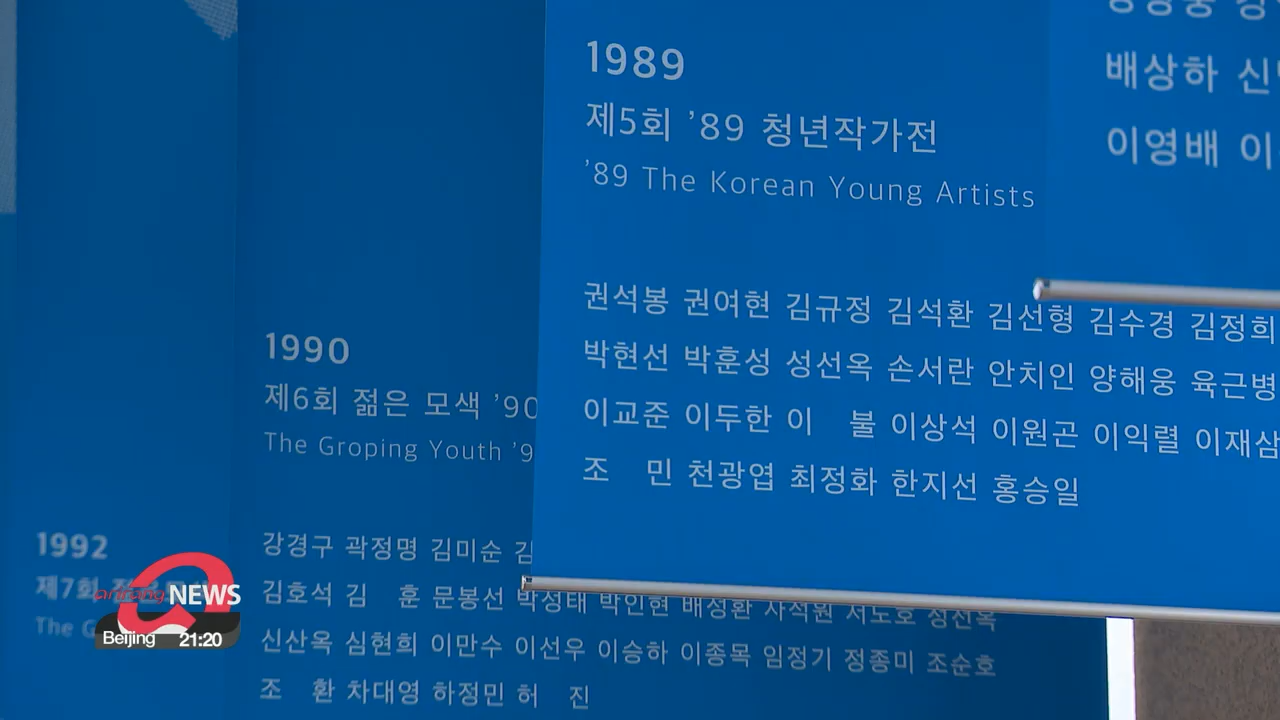 1989
제5회 ’89 청년작가전
’89 The Korean Young Artists
권석봉 권여현 김규정 김석환 김선형 김수경 김정희
박현선 박훈성 성선옥 손서란 안치인 양해웅 육근병
이교준 이두한 이 불 이상석 이원곤 이익렬 이재삼
조 민 천광엽 최정화 한지선 홍승일
배상하
이영배 이
1990
제6회 젊은 모색 ’90
The Groping Youth ’9
강경구 곽정명 김미순 김
김호석 김 훈 문봉선 박성태 박인현 배성환 사석원 서도호 성선옥
신산옥 심현희 이만수 이선우 이승하 이종목 임정기 정종미 조순호
조 환 차대영 하정민 허 진
1992
제7회
The G
arirang NEWS
Beijing 21:20